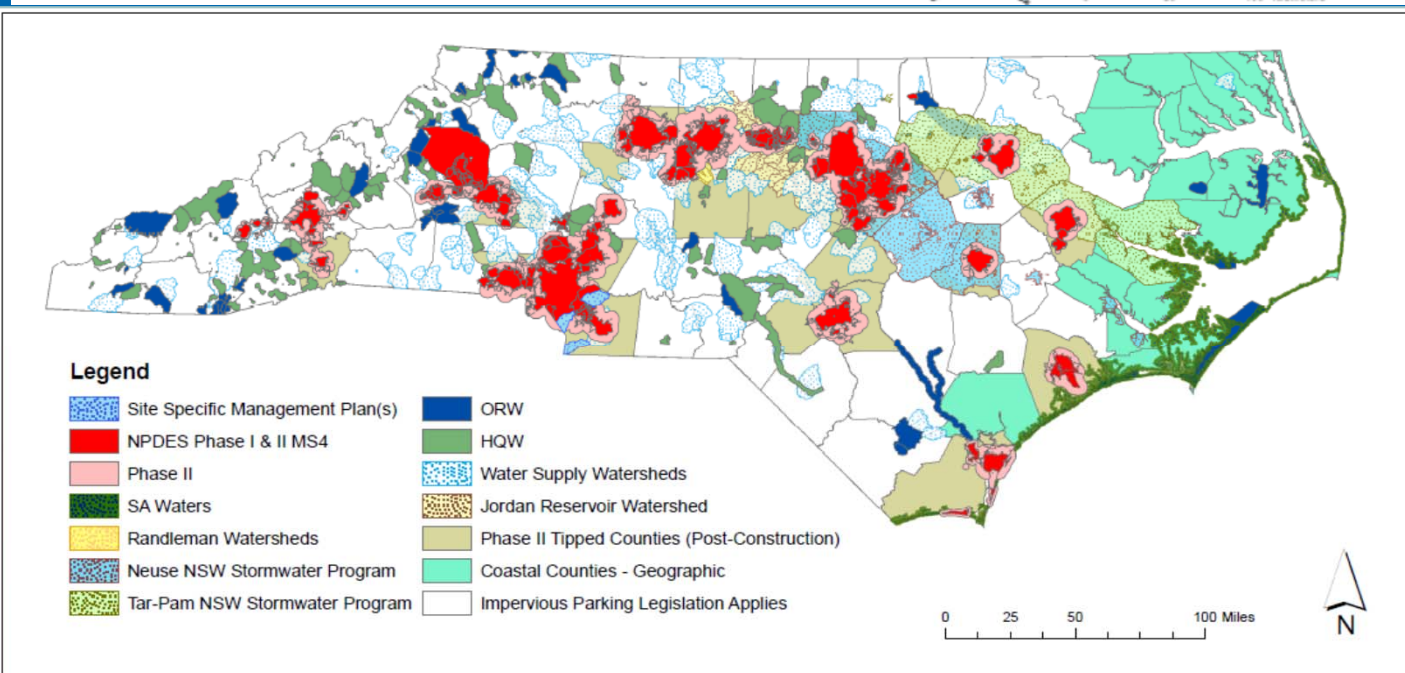 Legend
Site Specific Management Plan(s)
NPDES Phase I & II MS4
Phase II
SA Waters
Randleman Watersheds
Neuse NSW Stormwater Program
Tar-Pam NSW Stormwater Program
ORW
HQW
Water Supply Watersheds
Jordan Reservoir Watershed
Phase II Tipped Counties (Post-Construction)
Coastal Counties - Geographic
Impervious Parking Legislation Applies
0 25 50 100 Miles
N